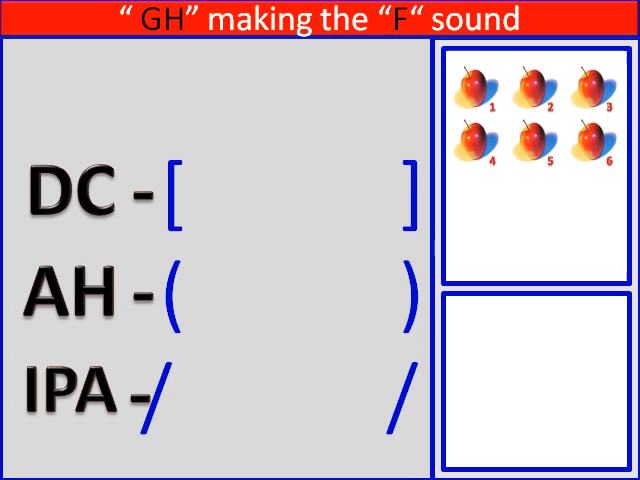 “ GH” making the “F“ sound
DC - [ ]
AH - ( )
IPA - / /
1 2 3
4 5 6